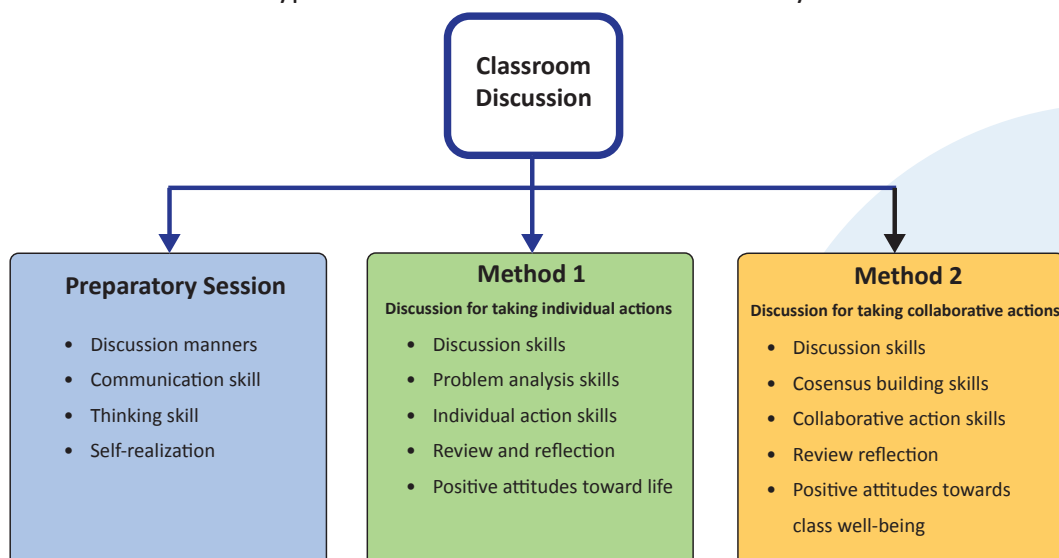 Classroom
Discussion
Preparatory Session
• Discussion manners
• Communication skill
• Thinking skill
• Self-realization
Method 1
Discussion for taking individual actions
• Discussion skills
• Problem analysis skills
• Individual action skills
• Review and reflection
• Positive attitudes toward life
Method 2
Discussion for taking collaborative actions
• Discussion skills
• Cosensus building skills
• Collaborative action skills
• Review reflection
• Positive attitudes towards
class well-being